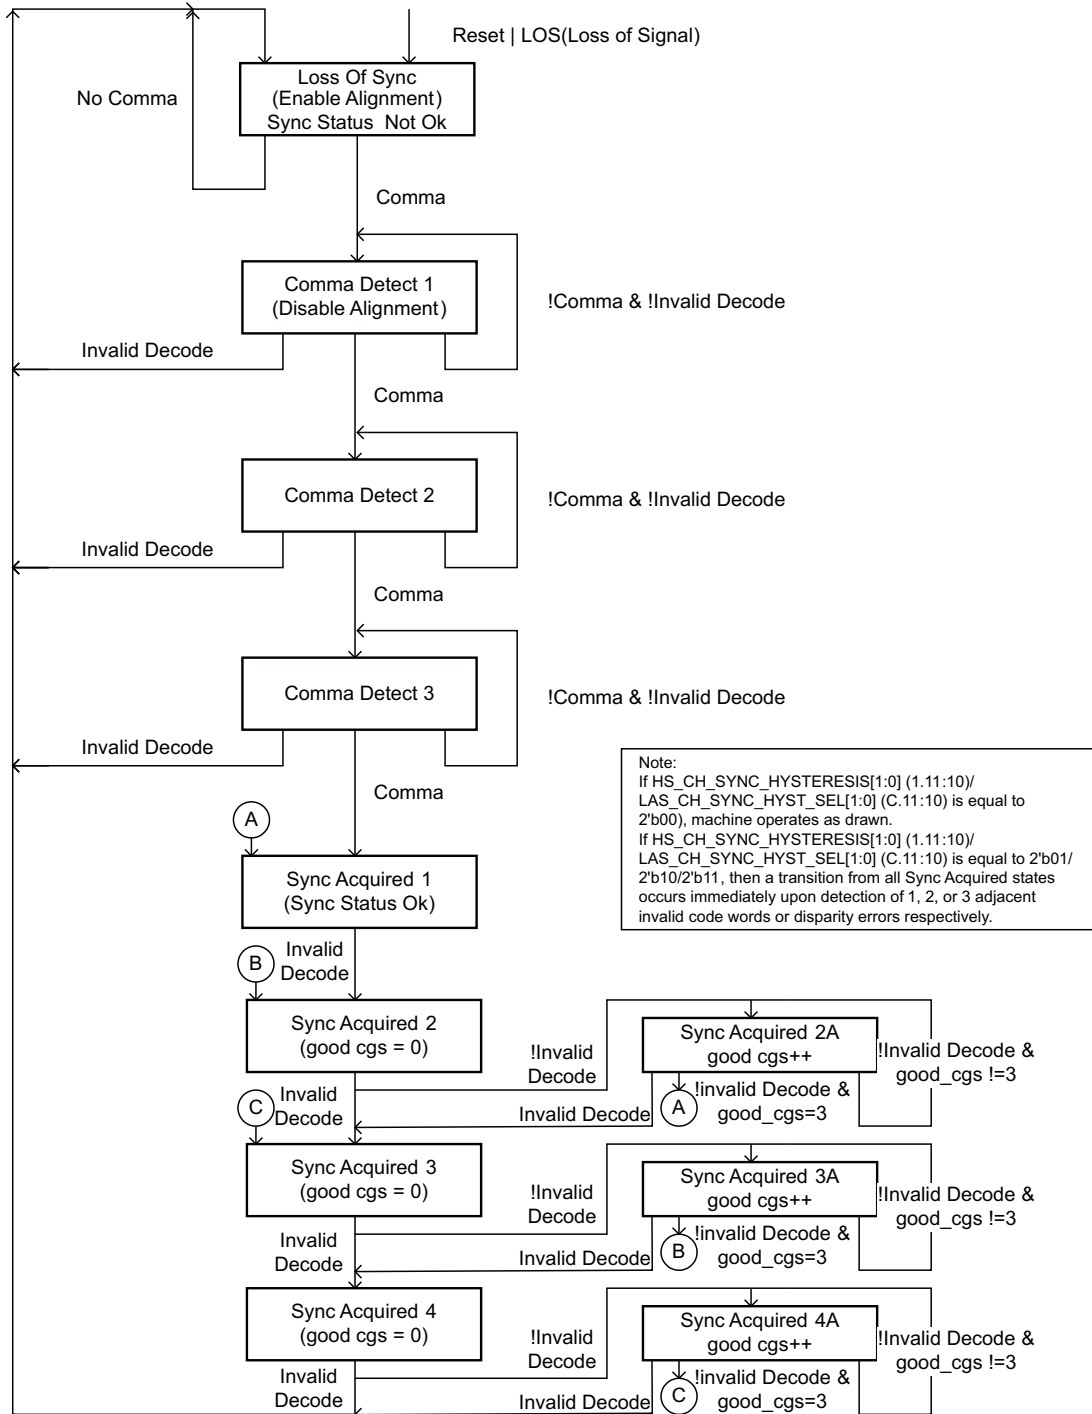 Reset | LOS(Loss of Signal)
Loss Of Sync
(Enable Alignment)
Sync Status Not Ok
No Comma
Comma
Comma Detect 1
(Disable Alignment)
!Comma & !Invalid Decode
Invalid Decode
Comma
Comma Detect 2
!Comma & !Invalid Decode
Invalid Decode
Comma
Comma Detect 3
!Comma & !Invalid Decode
Invalid Decode
Comma
Note:
If HS_CH_SYNC_HYSTERESIS[1:0] (1.11:10)/
LAS_CH_SYNC_HYST_SEL[1:0] (C.11:10) is equal to
2'b00), machine operates as drawn.
If HS_CH_SYNC_HYSTERESIS[1:0] (1.11:10)/
LAS_CH_SYNC_HYST_SEL[1:0] (C.11:10) is equal to 2'b01/
2'b10/2'b11, then a transition from all Sync Acquired states
occurs immediately upon detection of 1, 2, or 3 adjacent
invalid code words or disparity errors respectively.
A
Sync Acquired 1
(Sync Status Ok)
Invalid
Decode
B
Sync Acquired 2
(good cgs = 0)
!Invalid
Decode
Sync Acquired 2A
good cgs++
!Invalid Decode &
good_cgs !=3
Invalid
Decode
Invalid Decode
A
!invalid Decode &
good_cgs=3
C
Sync Acquired 3
(good cgs = 0)
!Invalid
Decode
Sync Acquired 3A
good cgs++
!Invalid Decode &
good_cgs !=3
Invalid
Decode
Invalid Decode
B
!invalid Decode &
good_cgs=3
Sync Acquired 4
(good cgs = 0)
!Invalid
Decode
Sync Acquired 4A
good cgs++
!Invalid Decode &
good_cgs !=3
Invalid
Decode
Invalid Decode
C
!invalid Decode &
good_cgs=3